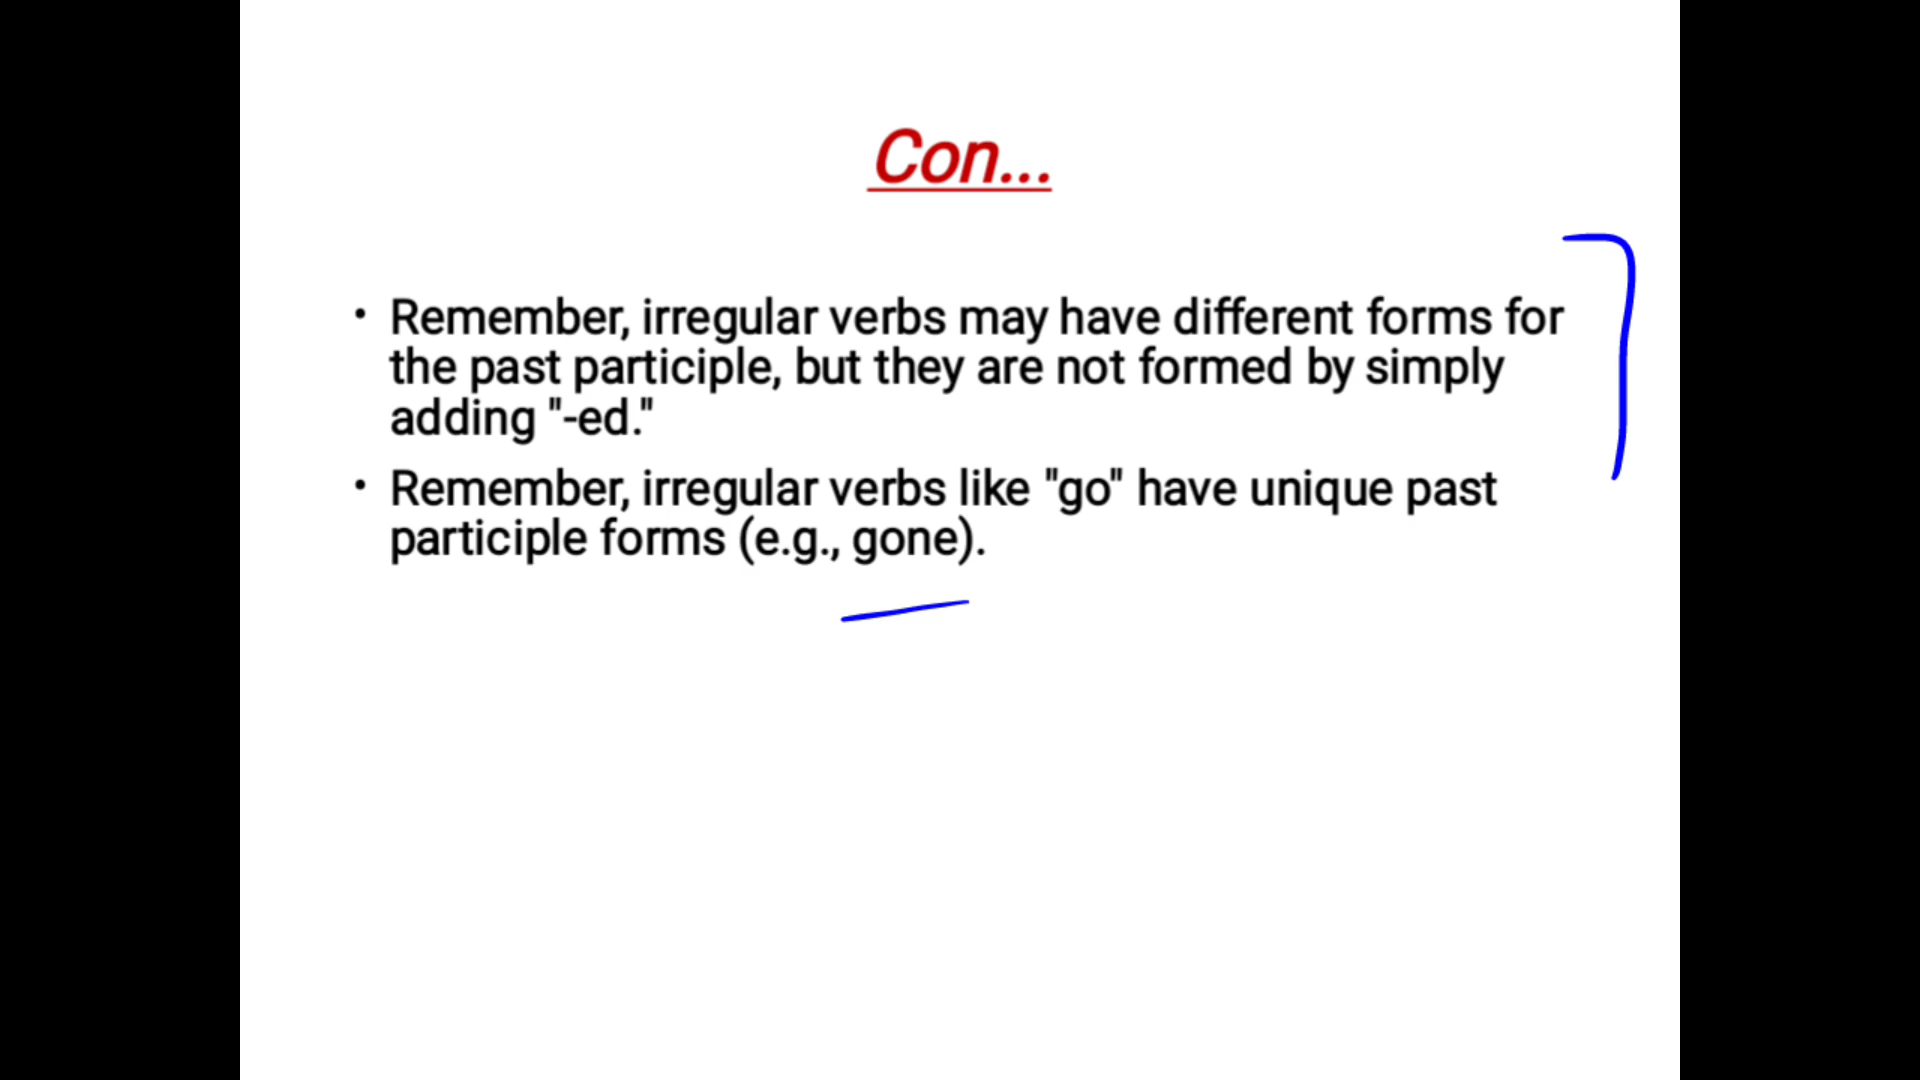 Con...
• Remember, irregular verbs may have different forms for
the past participle, but they are not formed by simply
adding "-ed."
• Remember, irregular verbs like "go" have unique past
participle forms (e.g., gone).